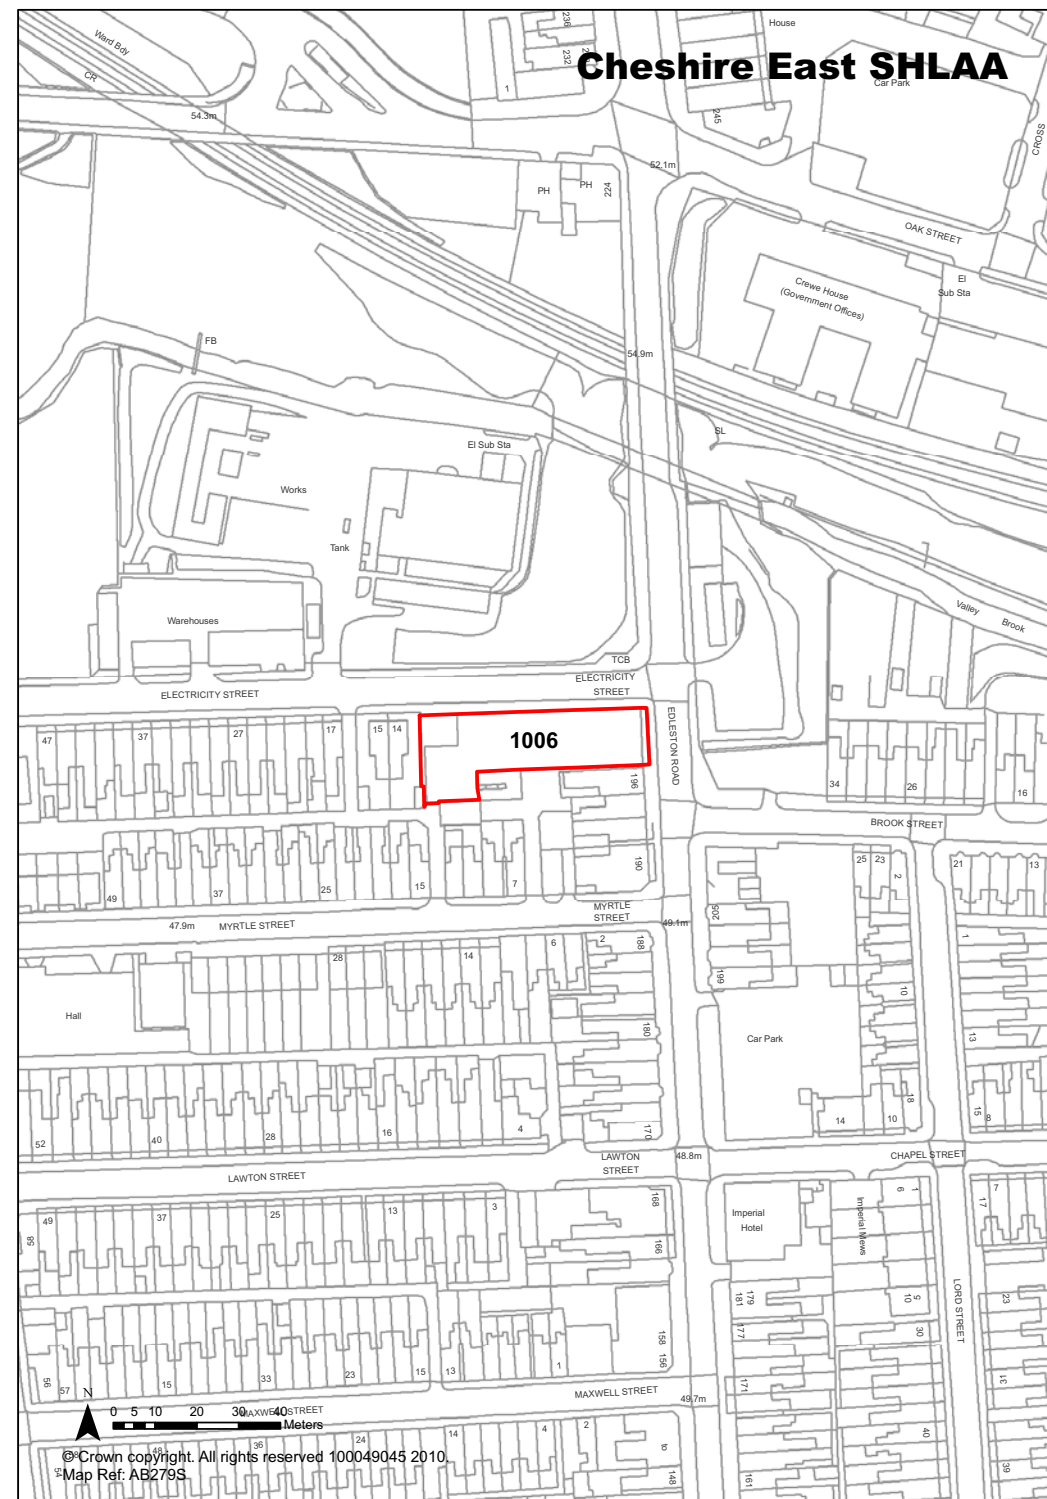 House
236
232
Cheshire East SHLAA
Ward Bdy
CR
1
245
Car Park
CROSS
54.3m
52.1m
PH
PH
224
OAK STREET
El
Sub Sta
Crewe House
(Government Offices)
FB
54.9m
SL
El Sub Sta
Works
Tank
Warehouses
Valley
Brook
TCB
ELECTRICITY STREET
ELECTRICITY
STREET
EDLESTON ROAD
47
37
27
17
15
14
1006
196
34
26
16
BROOK STREET
190
49
37
25
15
7
25
23
2
21
13
MYRTLE STREET
47.9m
MYRTLE
STREET
49.1m
205
28
14
6
2
188
199
1
10
Hall
180
Car Park
13
52
40
28
16
4
170
14
10
18
15
8
LAWTON STREET
LAWTON
STREET
48.8m
CHAPEL STREET
49
37
25
13
3
168
166
58
Imperial
Hotel
Imperial Mews
6
1
17
7
LORD STREET
179
181
177
5
10
30
23
31
158
156
56
57
15
33
23
15
13
1
171
MAXWELL STREET
49.7m
N
0 5 10 20 30 40
Meters
MAXWELL STREET
58
48
36
24
14
4
2
to
148
161
40
39
54
© Crown copyright. All rights reserved 100049045 2010.
Map Ref: AB279S